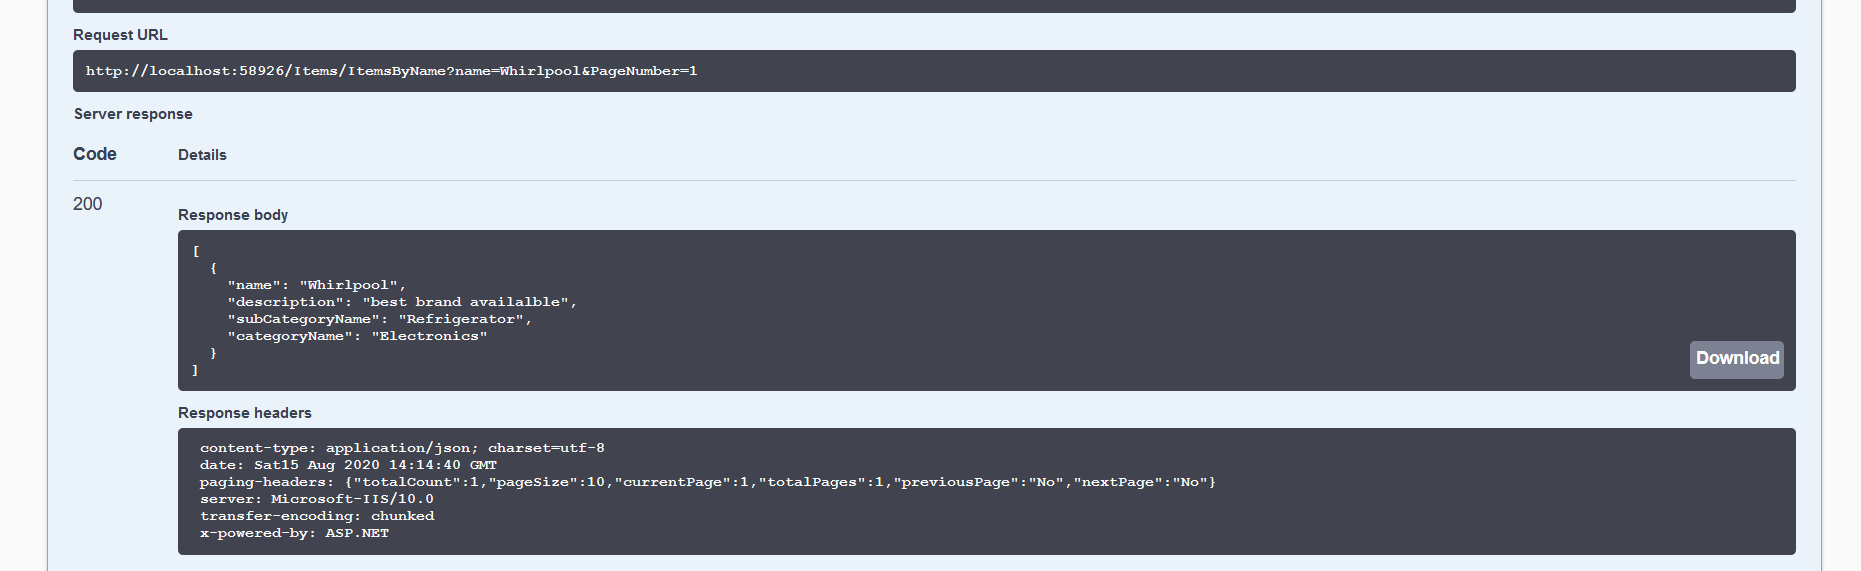 Request URL
http://localhost:58926/Items/ItemsByName?name=Whirlpool&PageNumber=1
Server response
Code Details
200
Response body
[
{
"name": "Whirlpool",
"description": "best brand availalble",
"subCategoryName": "Refrigerator",
"categoryName": "Electronics"
}
]
Download
Response headers
content-type: application/json; charset=utf-8
date: Sat15 Aug 2020 14:14:40 GMT
paging-headers: {"totalCount":1,"pageSize":10,"currentPage":1,"totalPages":1,"previousPage":"No","nextPage":"No"}
server: Microsoft-IIS/10.0
transfer-encoding: chunked
x-powered-by: ASP.NET